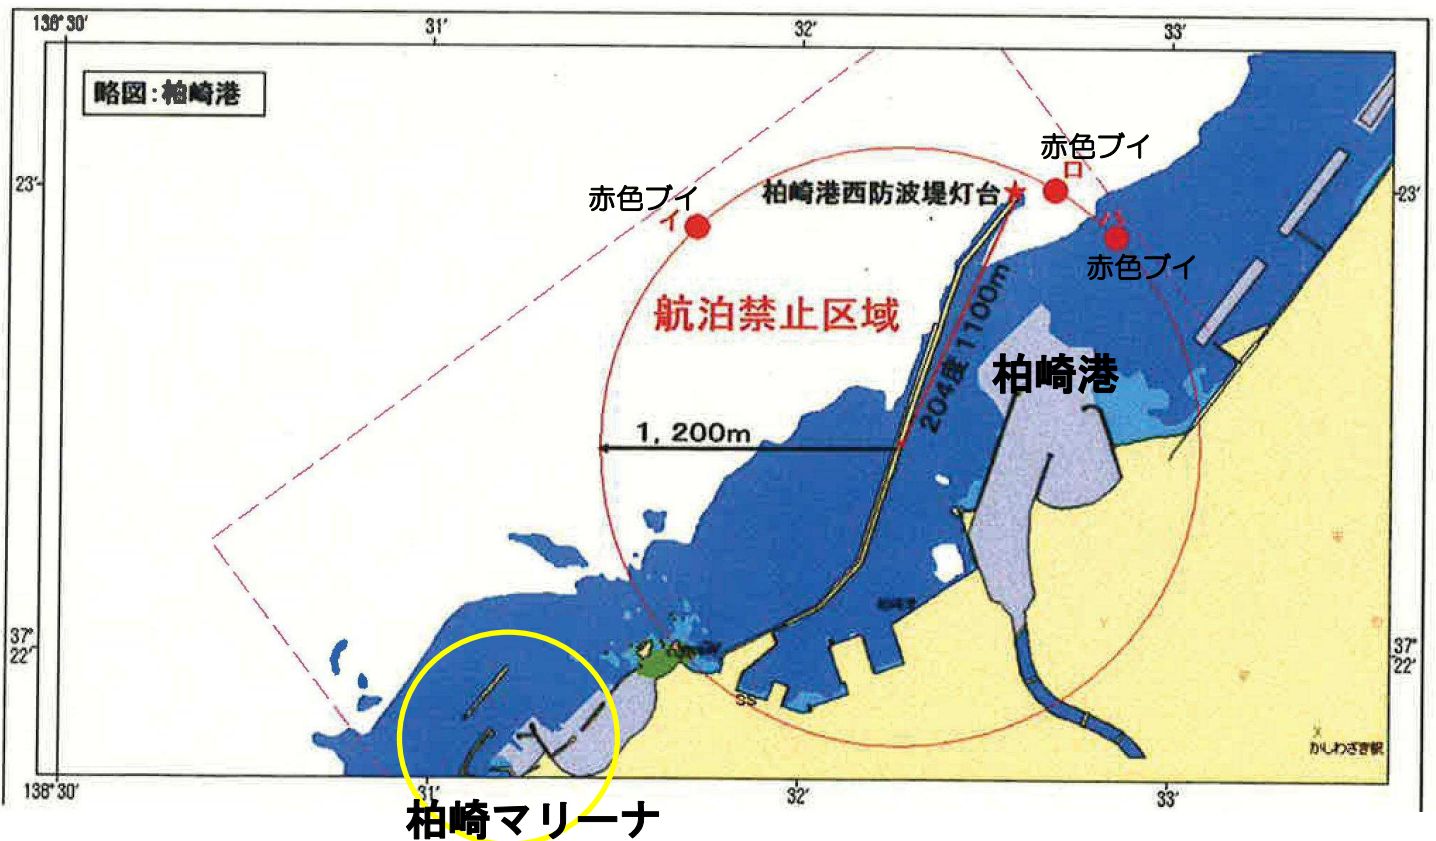 138°30′
31′
32′
33′
略図:柏崎港
赤色ブイ
ロ
23′
赤色ブイ
イ
柏崎港西防波堤灯台
23′
ハ
赤色ブイ
航泊禁止区域
204度1100m
柏崎港
1,200m
37°
22′
37°
22′
SS
かしわざき駅
138°30′
31′
32′
33′
柏崎マリーナ